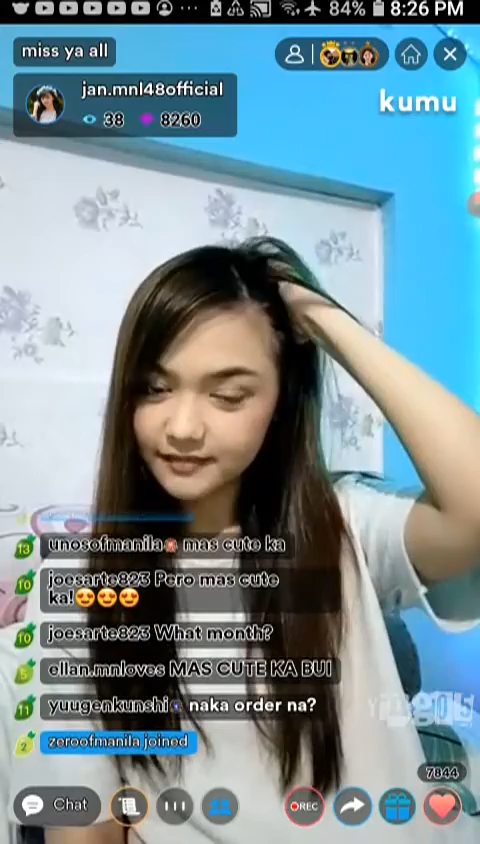 84% 8:26 PM
miss ya all
jan.mnl48official
38 8260
kumu
13 unosofmanila mas cute ka
10 joesarte823 Pero mas cute
ka!😍😍😍
10 joesarte823 What month?
5 ellan.mnloves MAS CUTE KA BUI
11 yuugenkunshi naka order na?
2 zeroofmanila joined
7844
Chat
REC